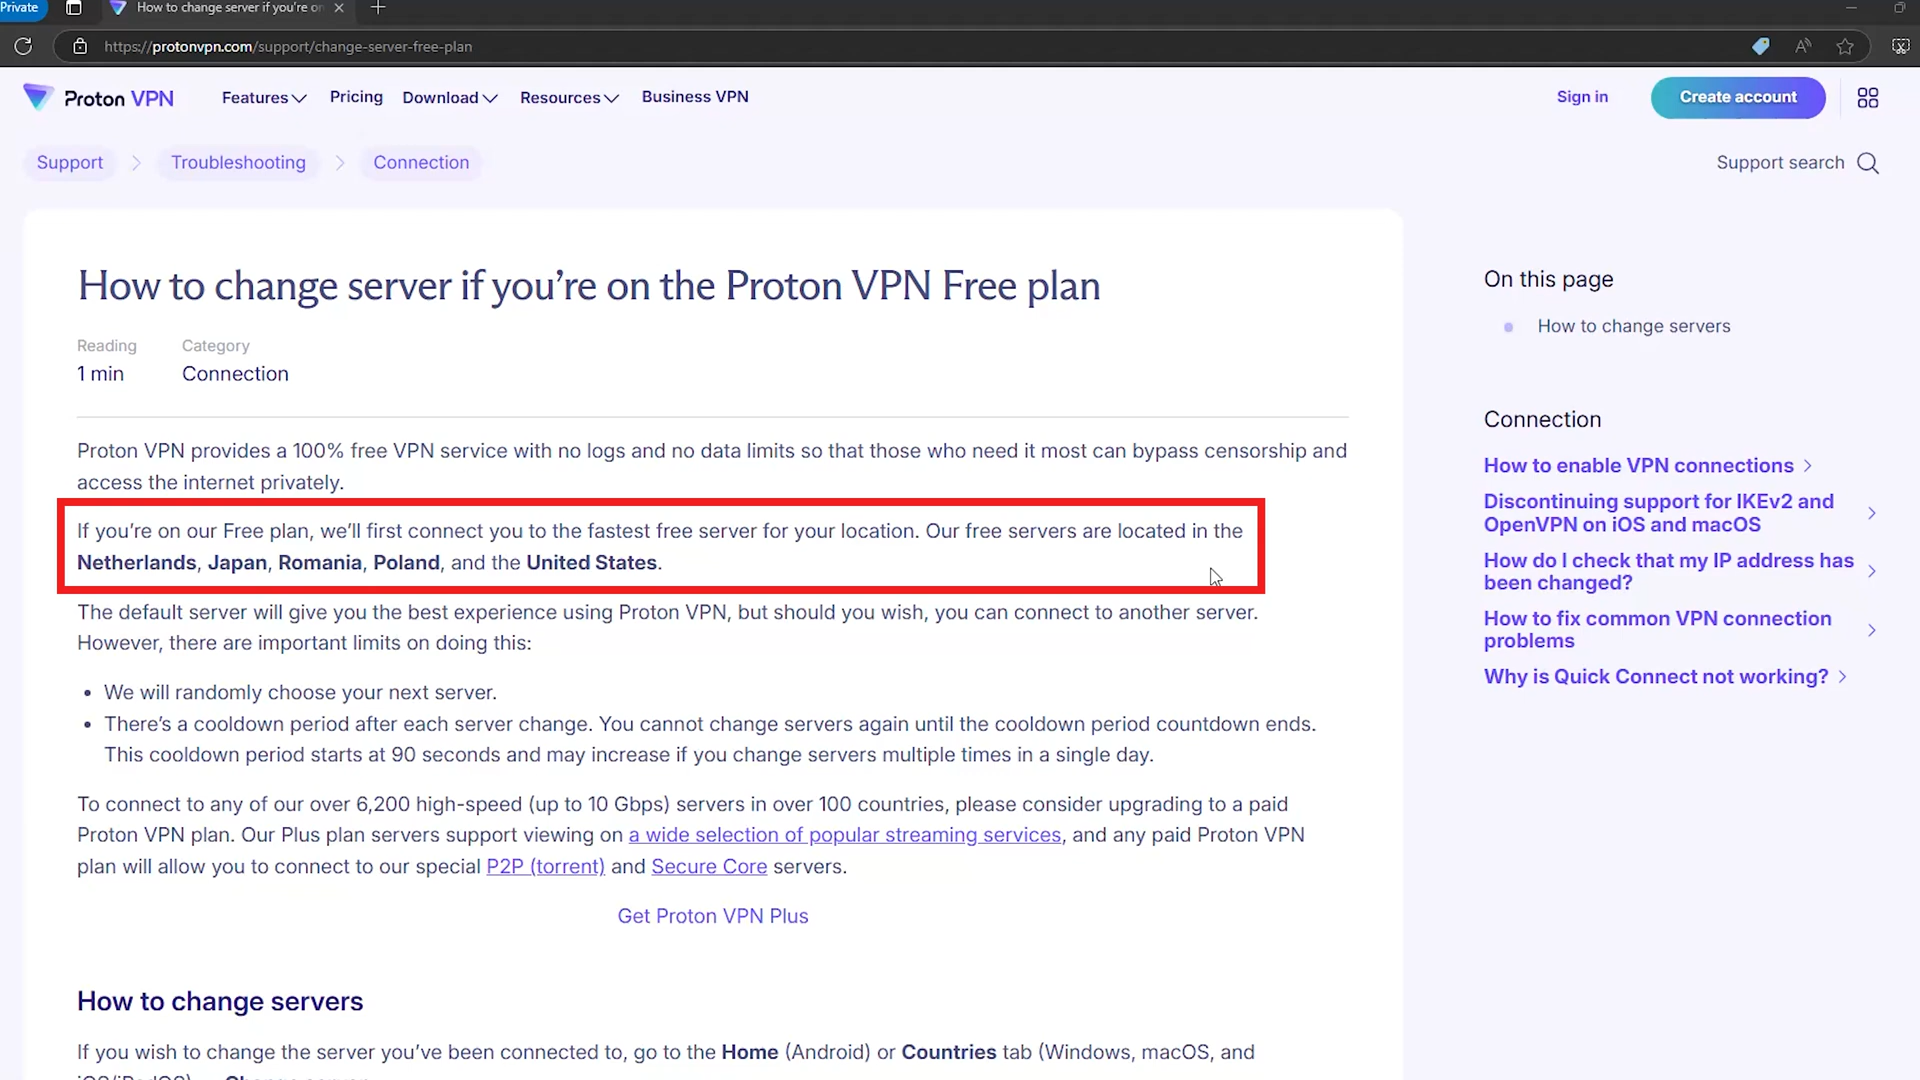 Private
How to change server if you're on
https://protonvpn.com/support/change-server-free-plan
Proton VPN
Features
Pricing
Download
Resources
Business VPN
Sign in
Create account
Support
Troubleshooting
Connection
Support search
How to change server if you’re on the Proton VPN Free plan
Reading
Category
1 min
Connection
Proton VPN provides a 100% free VPN service with no logs and no data limits so that those who need it most can bypass censorship and
access the internet privately.
If you’re on our Free plan, we’ll first connect you to the fastest free server for your location. Our free servers are located in the
Netherlands, Japan, Romania, Poland, and the United States.
The default server will give you the best experience using Proton VPN, but should you wish, you can connect to another server.
However, there are important limits on doing this:
• We will randomly choose your next server.
• There’s a cooldown period after each server change. You cannot change servers again until the cooldown period countdown ends.
This cooldown period starts at 90 seconds and may increase if you change servers multiple times in a single day.
To connect to any of our over 6,200 high-speed (up to 10 Gbps) servers in over 100 countries, please consider upgrading to a paid
Proton VPN plan. Our Plus plan servers support viewing on a wide selection of popular streaming services, and any paid Proton VPN
plan will allow you to connect to our special P2P (torrent) and Secure Core servers.
Get Proton VPN Plus
How to change servers
If you wish to change the server you’ve been connected to, go to the Home (Android) or Countries tab (Windows, macOS, and
On this page
How to change servers
Connection
How to enable VPN connections
Discontinuing support for IKEv2 and
OpenVPN on iOS and macOS
How do I check that my IP address has
been changed?
How to fix common VPN connection
problems
Why is Quick Connect not working?